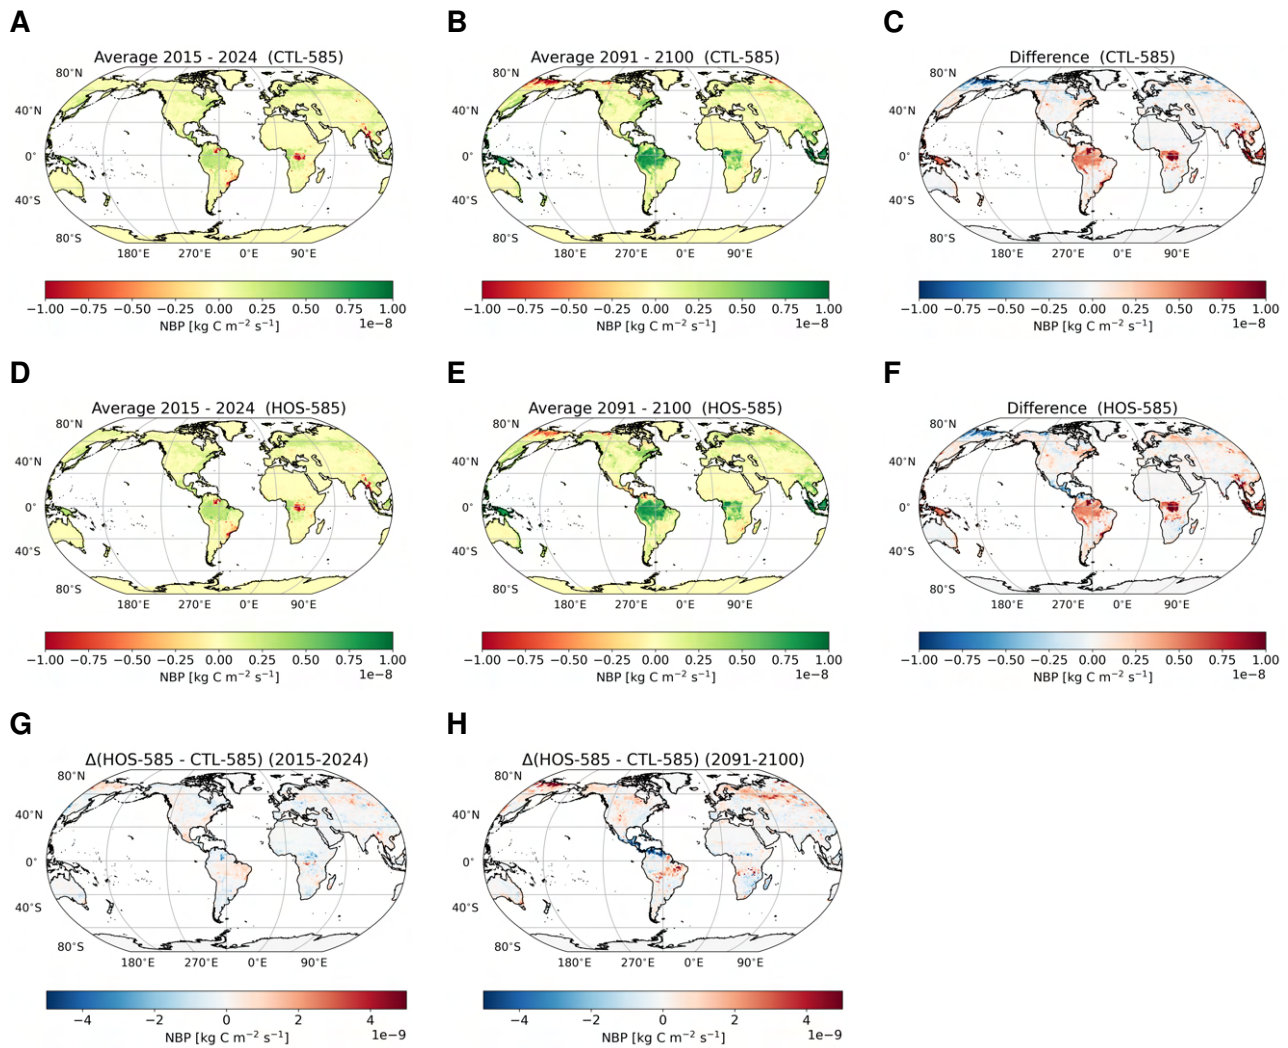 A
B
C
Average 2015 - 2024 (CTL-585)
Average 2091 - 2100 (CTL-585)
Difference (CTL-585)
80°N
40°N
0°
40°S
80°S
180°E 270°E 0°E 90°E
80°N
40°N
0°
40°S
80°S
180°E 270°E 0°E 90°E
80°N
40°N
0°
40°S
80°S
180°E 270°E 0°E 90°E
−1.00 −0.75 −0.50 −0.25 0.00 0.25 0.50 0.75 1.00
NBP [kg C m⁻² s⁻¹] 1e−8
−1.00 −0.75 −0.50 −0.25 0.00 0.25 0.50 0.75 1.00
NBP [kg C m⁻² s⁻¹] 1e−8
−1.00 −0.75 −0.50 −0.25 0.00 0.25 0.50 0.75 1.00
NBP [kg C m⁻² s⁻¹] 1e−8
D
E
F
Average 2015 - 2024 (HOS-585)
Average 2091 - 2100 (HOS-585)
Difference (HOS-585)
80°N
40°N
0°
40°S
80°S
180°E 270°E 0°E 90°E
80°N
40°N
0°
40°S
80°S
180°E 270°E 0°E 90°E
80°N
40°N
0°
40°S
80°S
180°E 270°E 0°E 90°E
−1.00 −0.75 −0.50 −0.25 0.00 0.25 0.50 0.75 1.00
NBP [kg C m⁻² s⁻¹] 1e−8
−1.00 −0.75 −0.50 −0.25 0.00 0.25 0.50 0.75 1.00
NBP [kg C m⁻² s⁻¹] 1e−8
−1.00 −0.75 −0.50 −0.25 0.00 0.25 0.50 0.75 1.00
NBP [kg C m⁻² s⁻¹] 1e−8
G
H
Δ(HOS-585 - CTL-585) (2015-2024)
Δ(HOS-585 - CTL-585) (2091-2100)
80°N
40°N
0°
40°S
80°S
180°E 270°E 0°E 90°E
80°N
40°N
0°
40°S
80°S
180°E 270°E 0°E 90°E
−4 −2 0 2 4
NBP [kg C m⁻² s⁻¹] 1e−9
−4 −2 0 2 4
NBP [kg C m⁻² s⁻¹] 1e−9